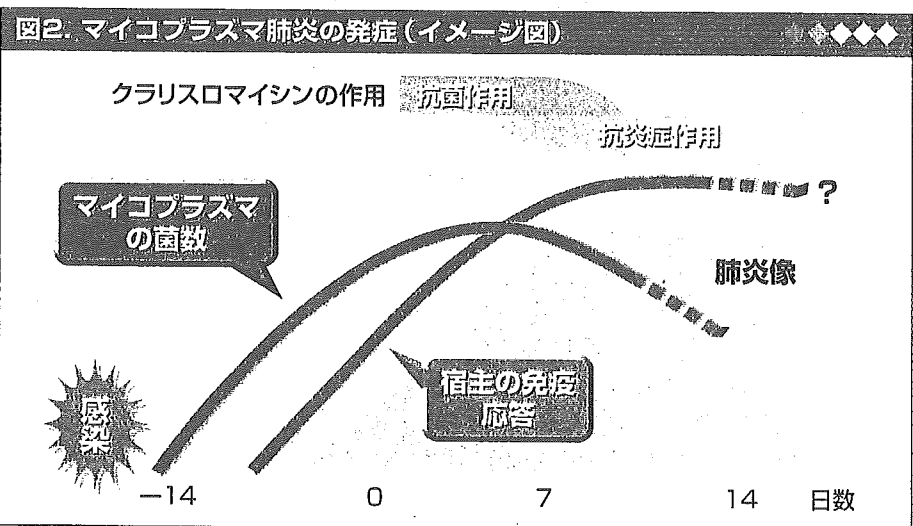 図2. マイコプラズマ肺炎の発症(イメージ図)
クラリスロマイシンの作用
抗菌作用
抗炎症作用
マイコプラズマ
の菌数
?
肺炎像
宿主の免疫
応答
感染
−14 0 7 14 日数